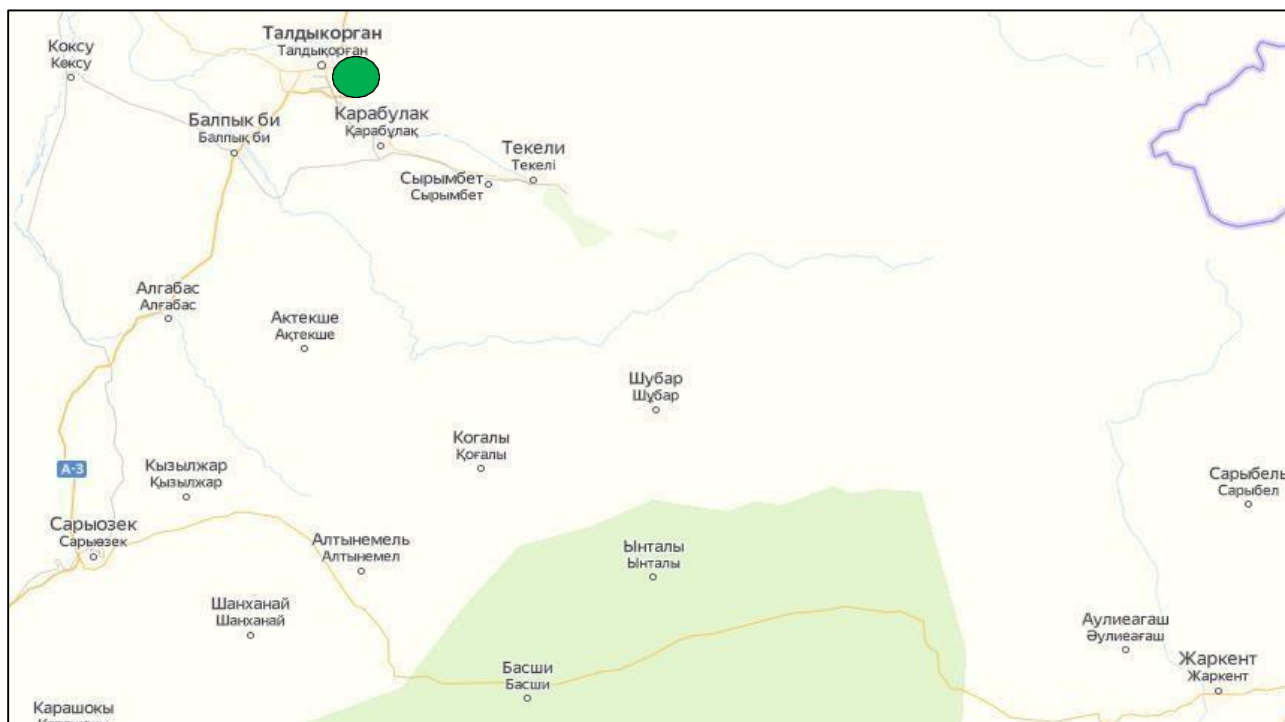 Талдыкорган
Талдықорған
Коксу
Көксу
Балпык би
Балпық би
Карабулак
Қарабұлақ
Текели
Текелі
Сырымбет
Сырымбет
Алгабас
Алғабас
Актекше
Ақтекше
Шубар
Шұбар
Когалы
Қоғалы
А-3
Кызылжар
Қызылжар
Сарыбель
Сарыбел
Сарыозек
Сарыөзек
Алтынемель
Алтынемел
Ынталы
Ынталы
Шанханай
Шанханай
Аулиеагаш
Әулиеағаш
Басши
Басши
Жаркент
Жаркент
Карашокы